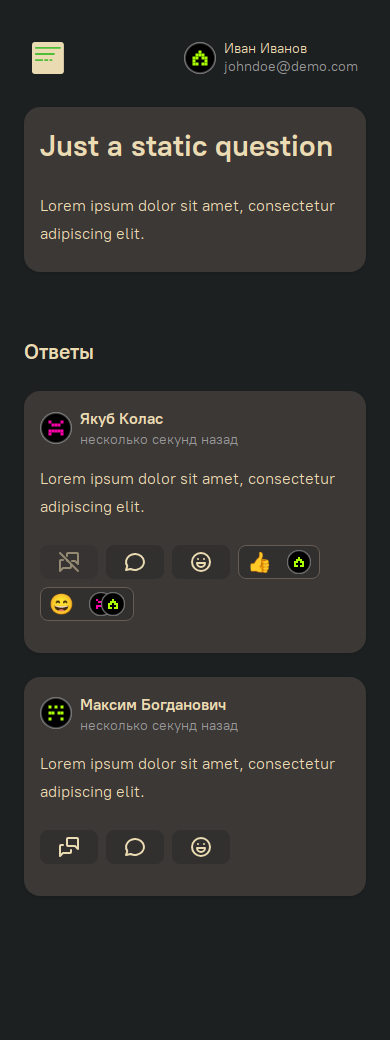 Иван Иванов
johndoe@demo.com
Just a static question
Lorem ipsum dolor sit amet, consectetur
adipiscing elit.
Ответы
Якуб Колас
несколько секунд назад
Lorem ipsum dolor sit amet, consectetur
adipiscing elit.
Максим Богданович
несколько секунд назад
Lorem ipsum dolor sit amet, consectetur
adipiscing elit.